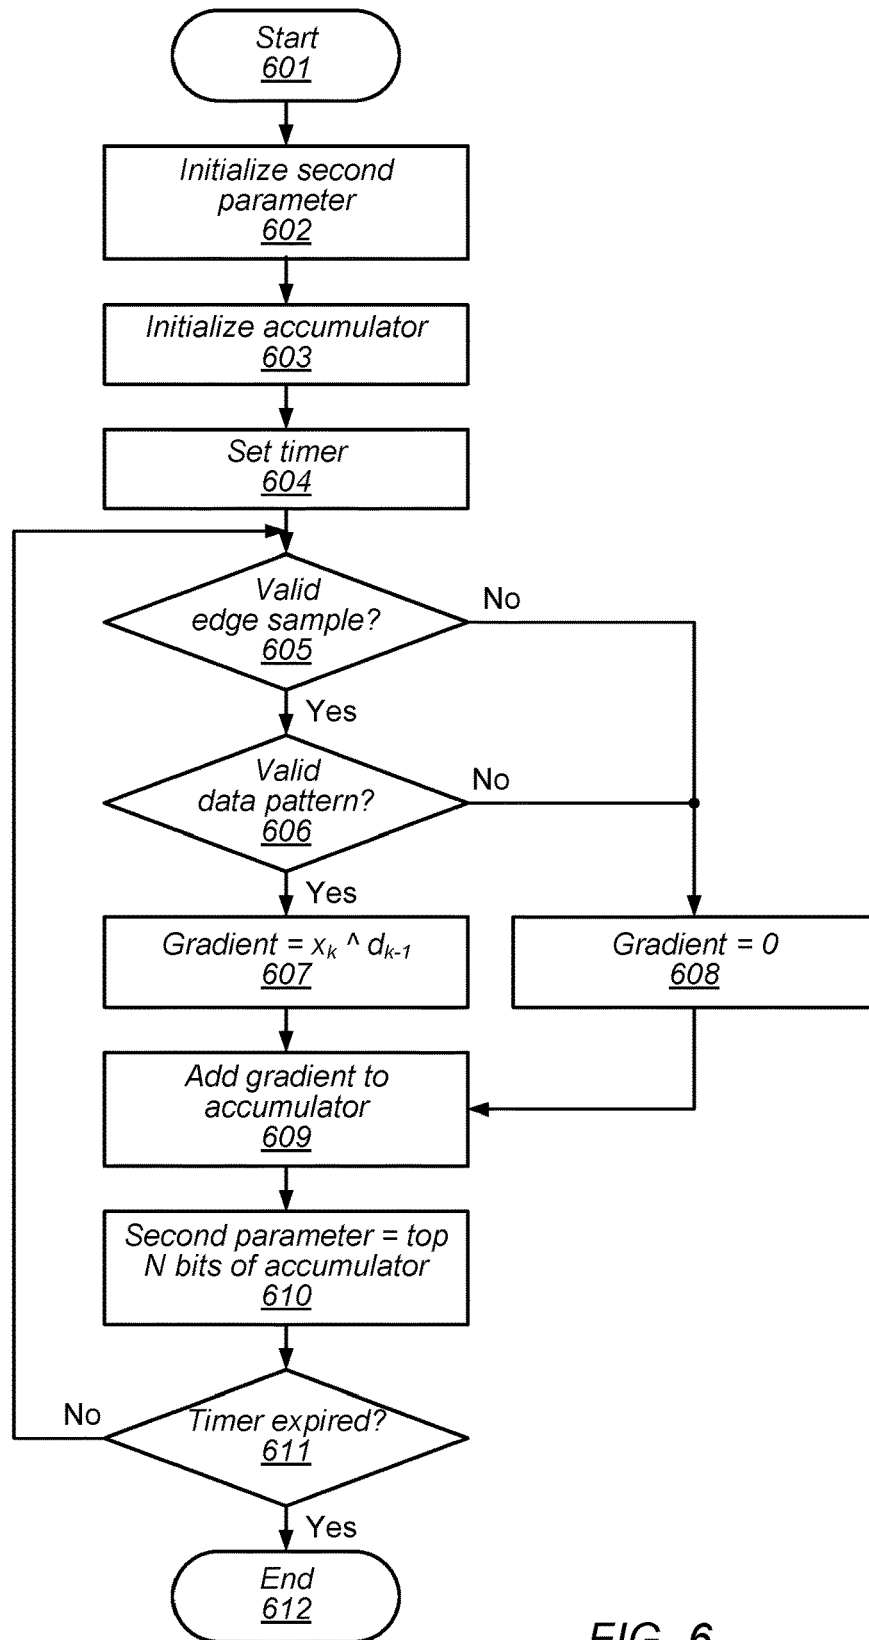 Start
601
Initialize second
parameter
602
Initialize accumulator
603
Set timer
604
Valid
edge sample?
605
No
Yes
Valid
data pattern?
606
No
Yes
Gradient = xk ^ dk-1
607
Gradient = 0
608
Add gradient to
accumulator
609
Second parameter = top
N bits of accumulator
610
Timer expired?
611
No
Yes
End
612
FIG. 6